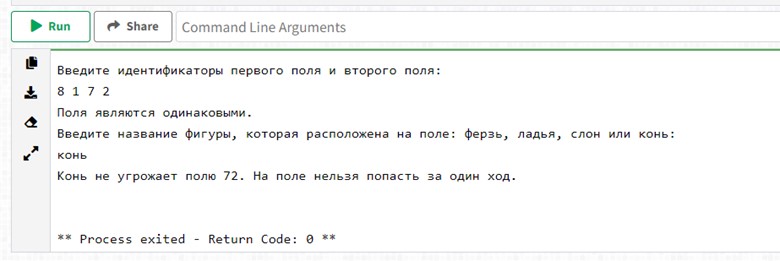 Run
Share
Command Line Arguments
Введите идентификаторы первого поля и второго поля:
8 1 7 2
Поля являются одинаковыми.
Введите название фигуры, которая расположена на поле: ферзь, ладья, слон или конь:
конь
Конь не угрожает полю 72. На поле нельзя попасть за один ход.
** Process exited - Return Code: 0 **